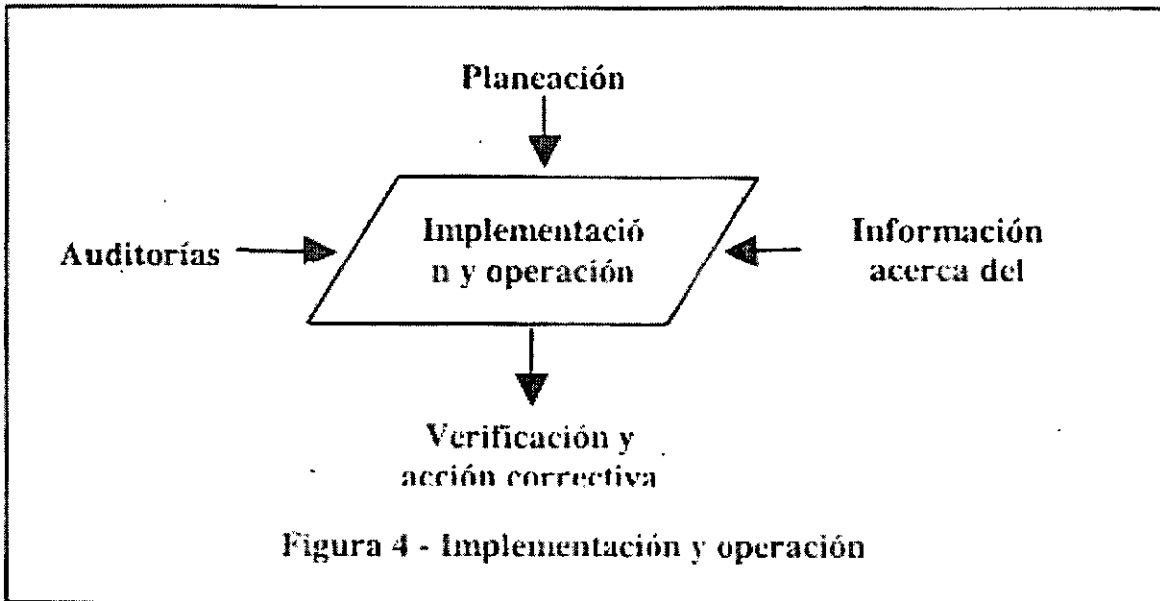 Planeación
Auditorías
Implementació
n y operación
Información
acerca del
Verificación y
acción correctiva
Figura 4 - Implementación y operación